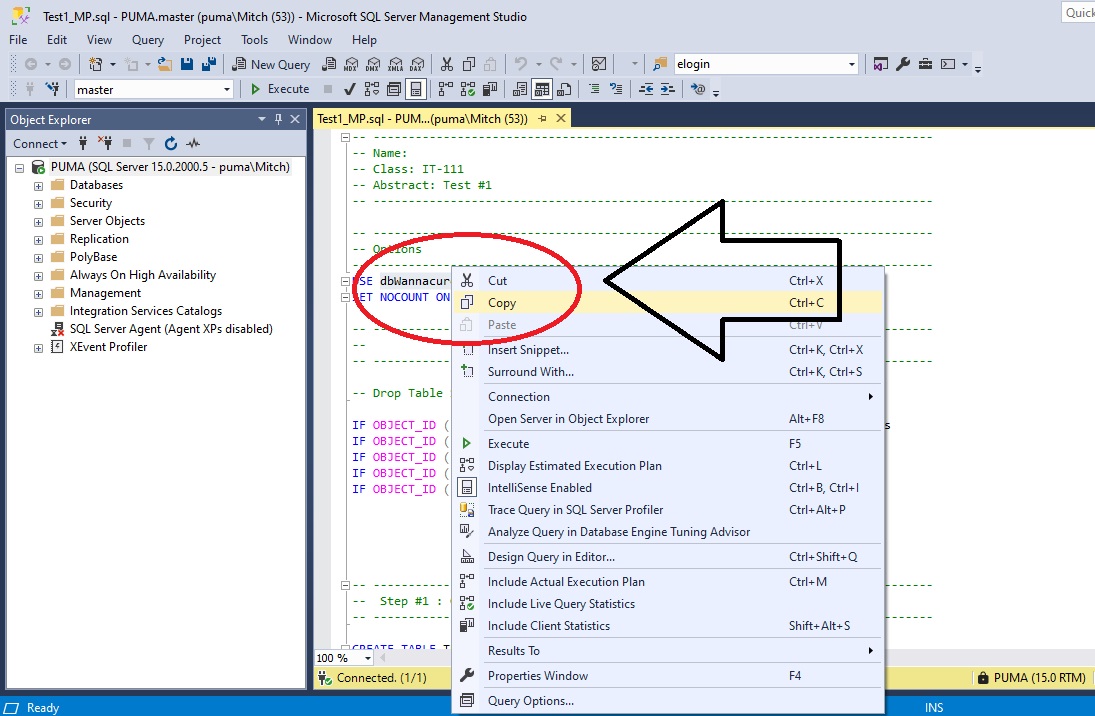 Test1_MP.sql - PUMA.master (puma\Mitch (53)) - Microsoft SQL Server Management Studio
Quick
File Edit View Query Project Tools Window Help
New Query MDX DMX XMLA DAX elogin
master Execute
Object Explorer
Test1_MP.sql - PUM...(puma\Mitch (53))
Connect
PUMA (SQL Server 15.0.2000.5 - puma\Mitch)
Databases
Security
Server Objects
Replication
PolyBase
Always On High Availability
Management
Integration Services Catalogs
SQL Server Agent (Agent XPs disabled)
XEvent Profiler
-- Name:
-- Class: IT-111
-- Abstract: Test #1
-- Options
SE dbWannacur
SET NOCOUNT ON
-- Drop Table
IF OBJECT_ID (
IF OBJECT_ID (
IF OBJECT_ID (
IF OBJECT_ID (
IF OBJECT_ID (
s
-- Step #1 :
CREATE TABLE T
Cut Ctrl+X
Copy Ctrl+C
Paste Ctrl+V
Insert Snippet... Ctrl+K, Ctrl+X
Surround With... Ctrl+K, Ctrl+S
Connection
Open Server in Object Explorer Alt+F8
Execute F5
Display Estimated Execution Plan Ctrl+L
IntelliSense Enabled Ctrl+B, Ctrl+I
Trace Query in SQL Server Profiler Ctrl+Alt+P
Analyze Query in Database Engine Tuning Advisor
Design Query in Editor... Ctrl+Shift+Q
Include Actual Execution Plan Ctrl+M
Include Live Query Statistics
Include Client Statistics Shift+Alt+S
Results To
Properties Window F4
Query Options...
100 %
Connected. (1/1)
PUMA (15.0 RTM)
Ready
INS